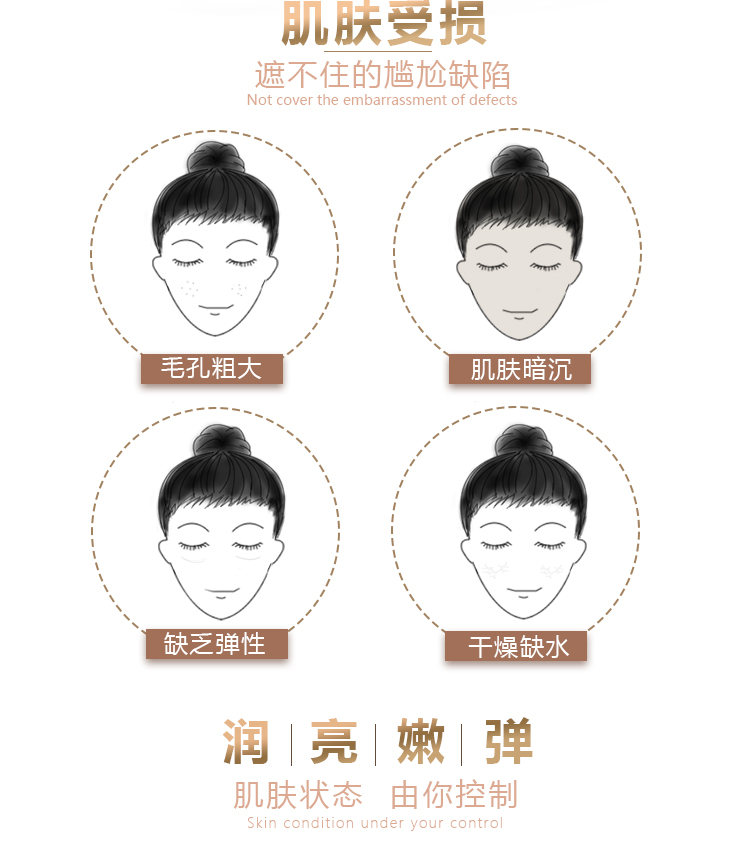 肌肤受损
遮不住的尴尬缺陷
Not cover the embarrassment of defects
毛孔粗大
肌肤暗沉
缺乏弹性
干燥缺水
润 | 亮 | 嫩 | 弹
肌肤状态 由你控制
Skin condition under your control